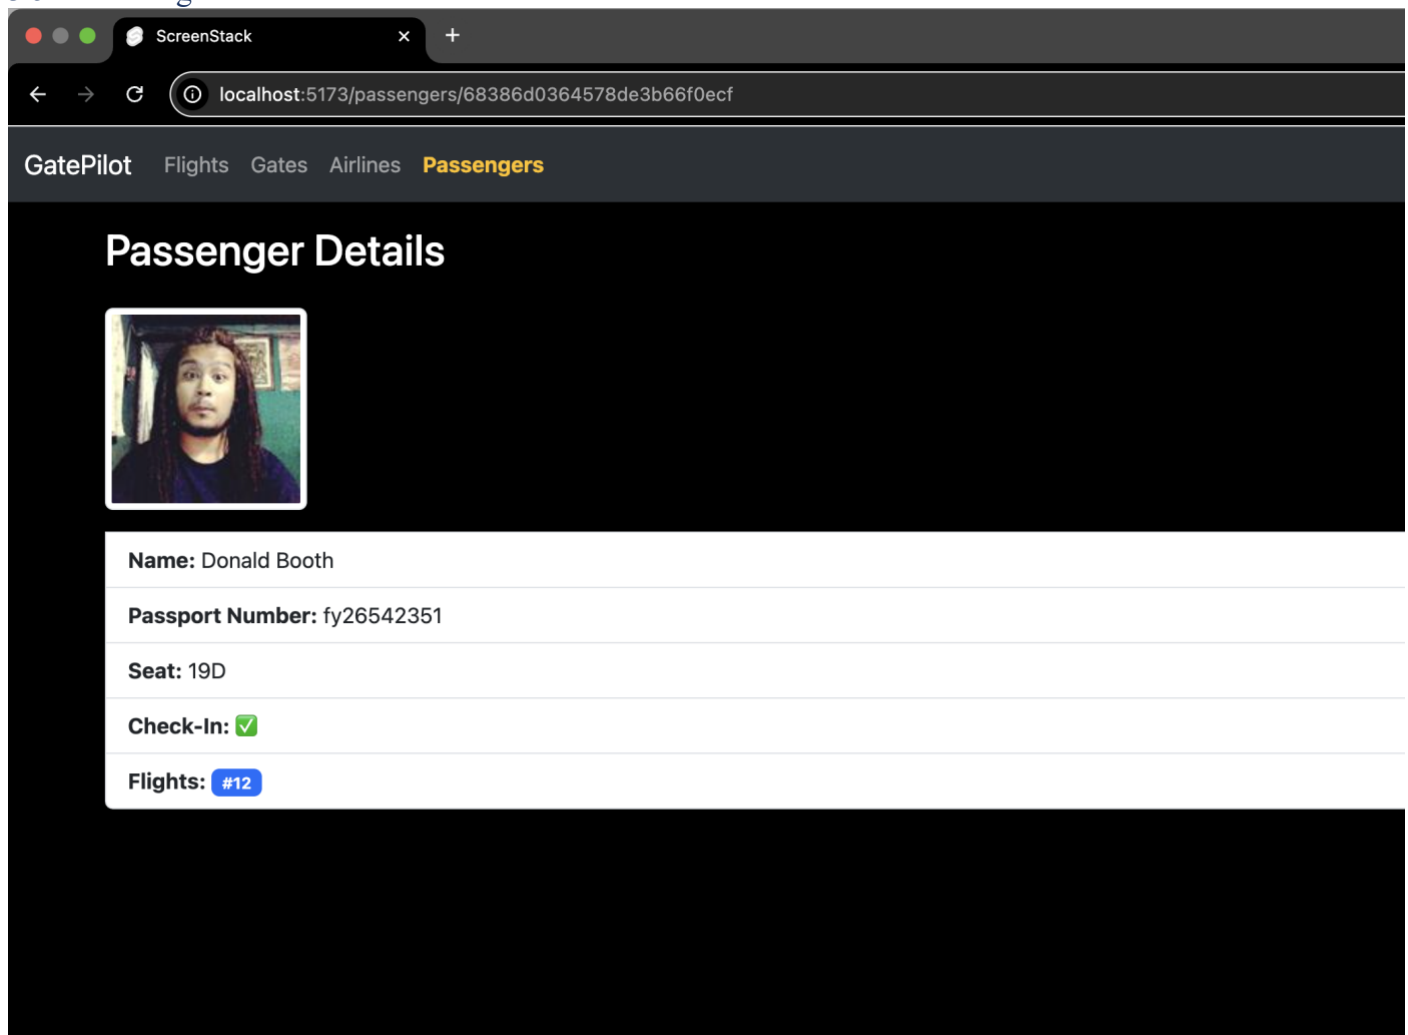 ScreenStack
localhost:5173/passengers/68386d0364578de3b66f0ecf
GatePilot Flights Gates Airlines Passengers
Passenger Details
Name: Donald Booth
Passport Number: fy26542351
Seat: 19D
Check-In: ✅
Flights: #12